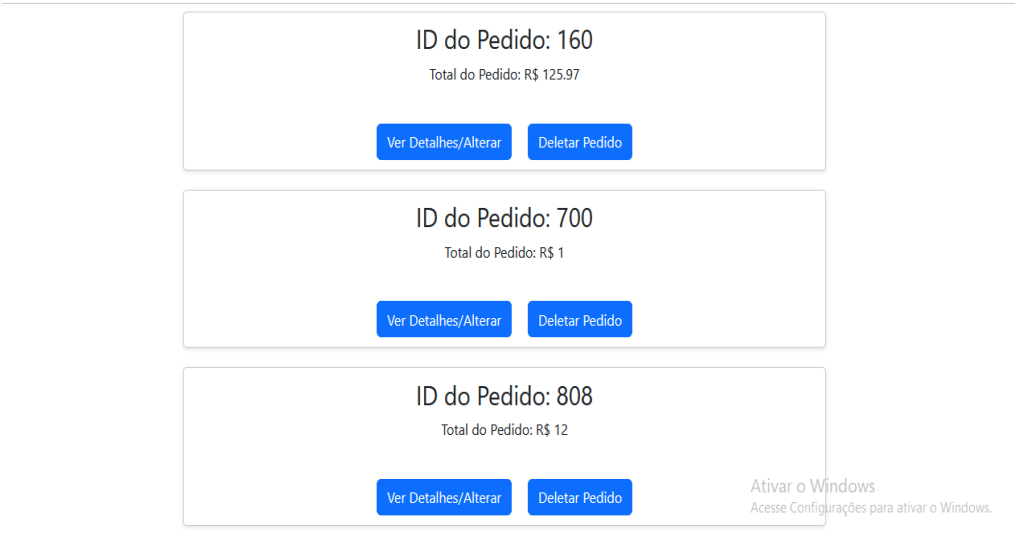 ID do Pedido: 160
Total do Pedido: R$ 125.97
Ver Detalhes/Alterar Deletar Pedido
ID do Pedido: 700
Total do Pedido: R$ 1
Ver Detalhes/Alterar Deletar Pedido
ID do Pedido: 808
Total do Pedido: R$ 12
Ver Detalhes/Alterar Deletar Pedido
Ativar o Windows
Acesse Configurações para ativar o Windows.